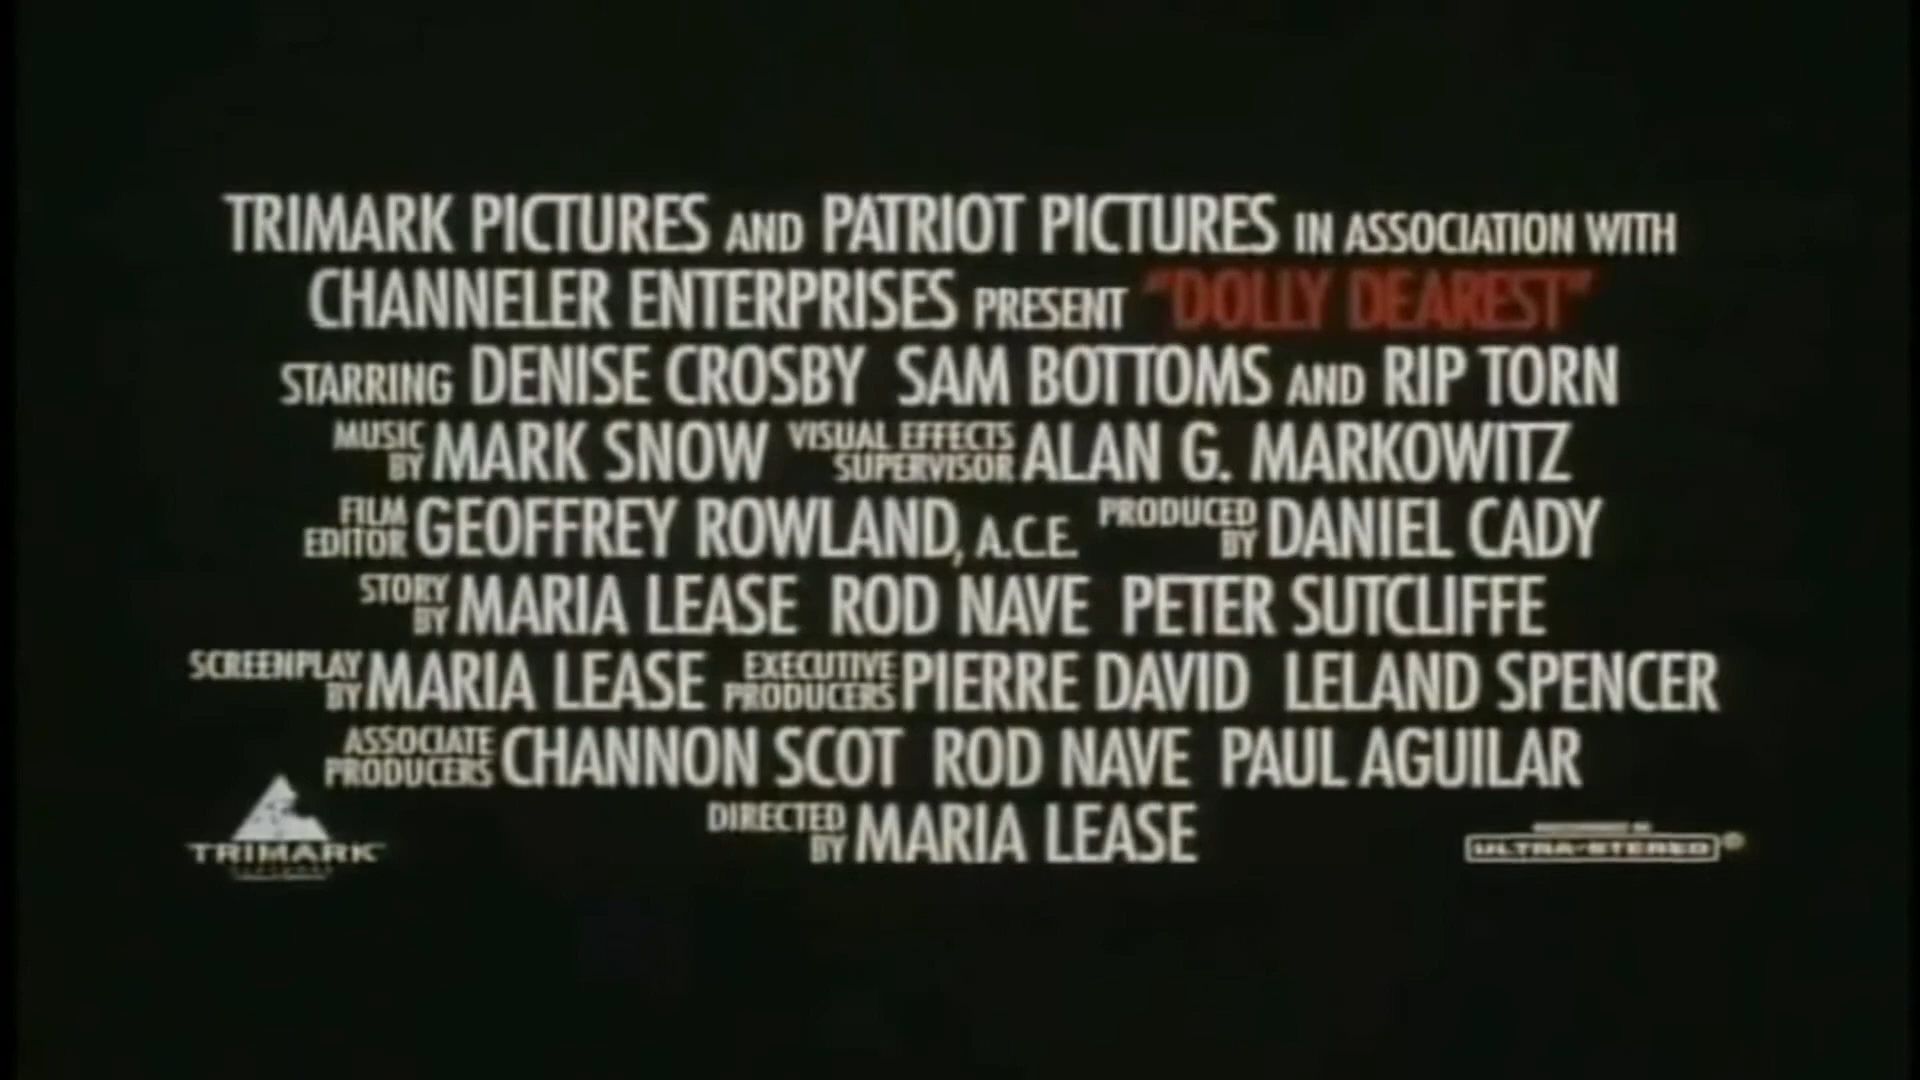 TRIMARK PICTURES AND PATRIOT PICTURES IN ASSOCIATION WITH
CHANNELER ENTERPRISES PRESENT "DOLLY DEAREST"
STARRING DENISE CROSBY SAM BOTTOMS AND RIP TORN
MUSIC BY MARK SNOW VISUAL EFFECTS SUPERVISOR ALAN G. MARKOWITZ
FILM EDITOR GEOFFREY ROWLAND, A.C.E. PRODUCED BY DANIEL CADY
STORY BY MARIA LEASE ROD NAVE PETER SUTCLIFFE
SCREENPLAY BY MARIA LEASE EXECUTIVE PRODUCERS PIERRE DAVID LELAND SPENCER
ASSOCIATE PRODUCERS CHANNON SCOT ROD NAVE PAUL AGUILAR
DIRECTED BY MARIA LEASE
TRIMARK
ULTRA-STEREO ®